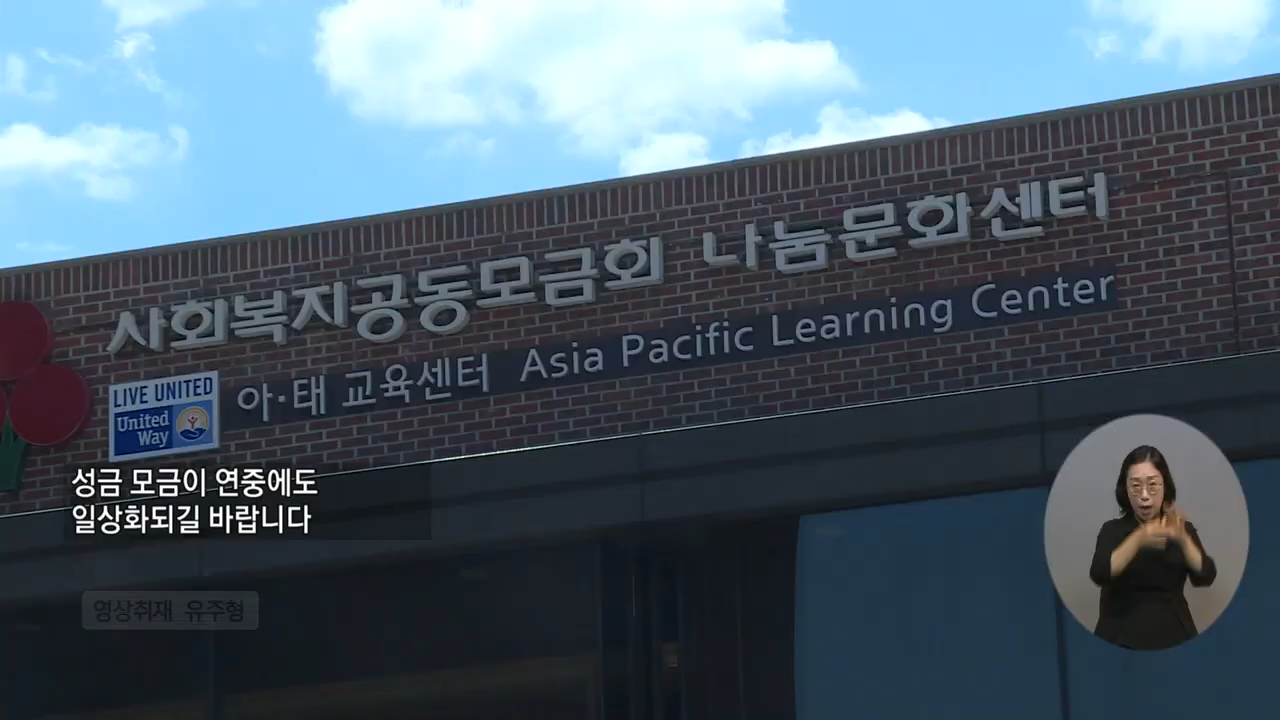 사회복지공동모금회 나눔문화센터
LIVE UNITED
United
Way
아·태 교육센터 Asia Pacific Learning Center
성금 모금이 연중에도
일상화되길 바랍니다
영상취재 유주형